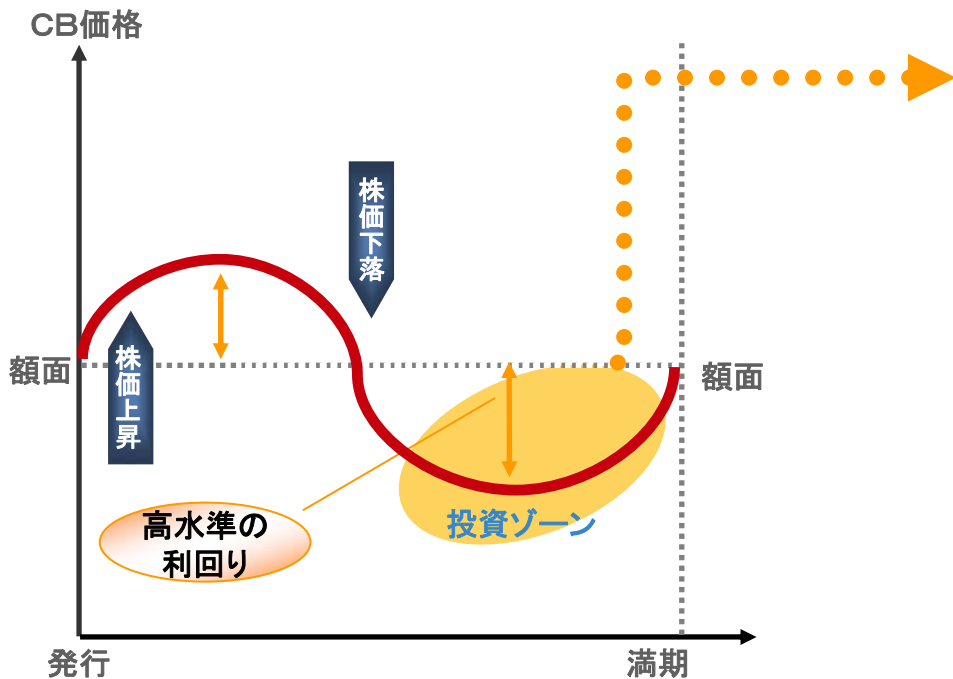 CB価格
株価下落
額面
株価上昇
額面
高水準の
利回り
投資ゾーン
発行
満期